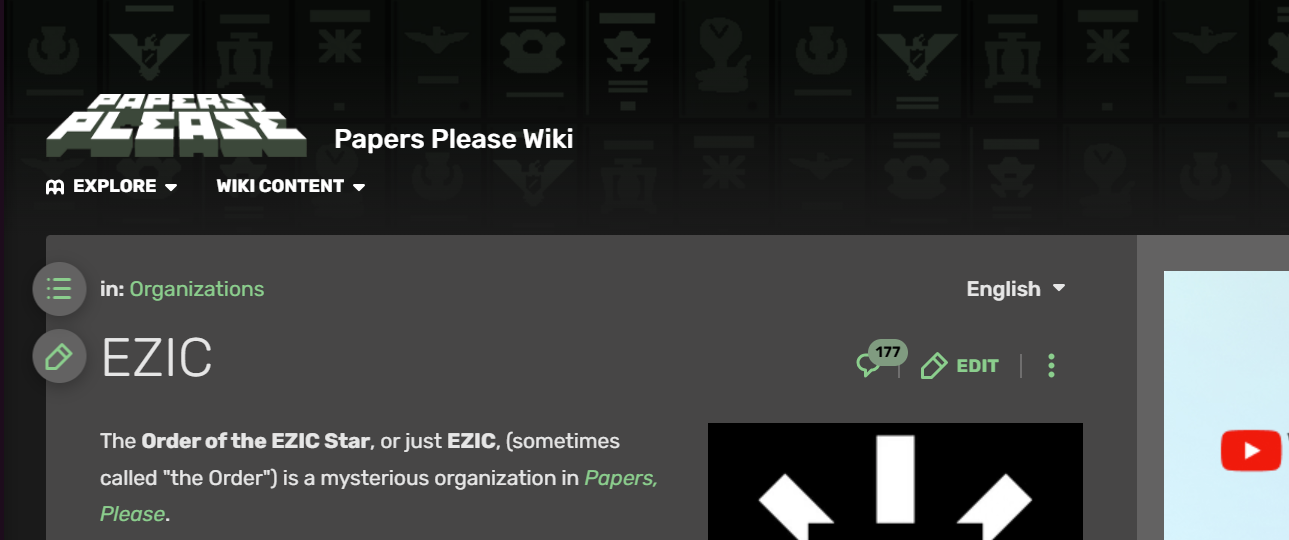 PAPERS,
PLEASE
Papers Please Wiki
EXPLORE
WIKI CONTENT
in: Organizations
English
EZIC
177
EDIT
The Order of the EZIC Star, or just EZIC, (sometimes
called "the Order") is a mysterious organization in Papers,
Please.